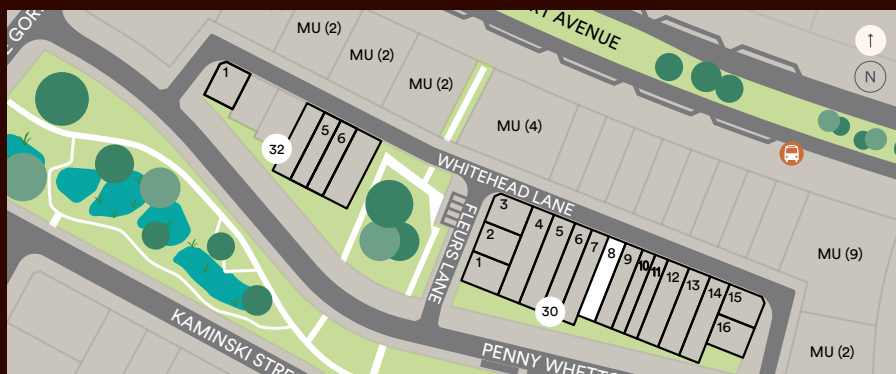 E GOR
MU (2)
MU (2)
MU (2)
MU (4)
RT AVENUE
↑
N
1
5
6
32
WHITEHEAD LANE
FLEURS LANE
3
2
1
4
5
6
7
8
9
10
11
12
13
14
15
16
30
MU (9)
MU (2)
KAMINSKI STRE
PENNY WHETTO